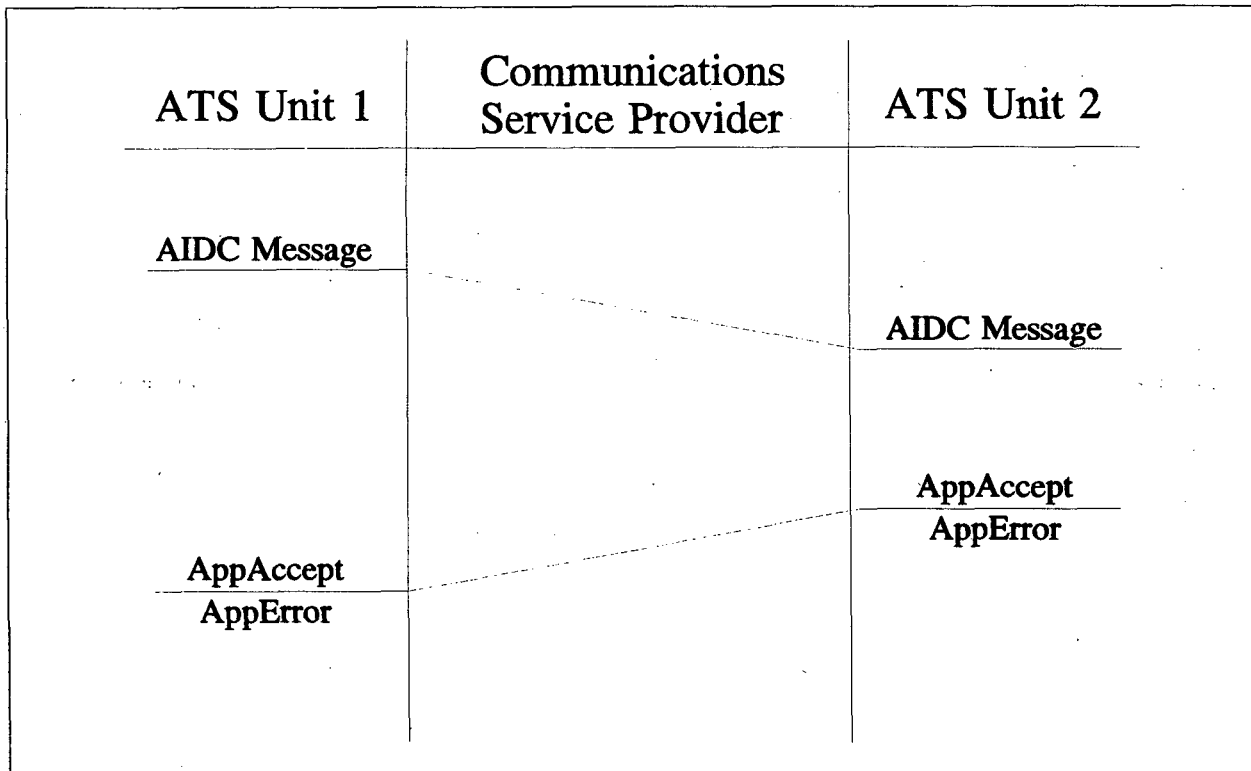 ATS Unit 1
Communications
Service Provider
ATS Unit 2
AIDC Message
AIDC Message
AppAccept
AppError
AppAccept
AppError